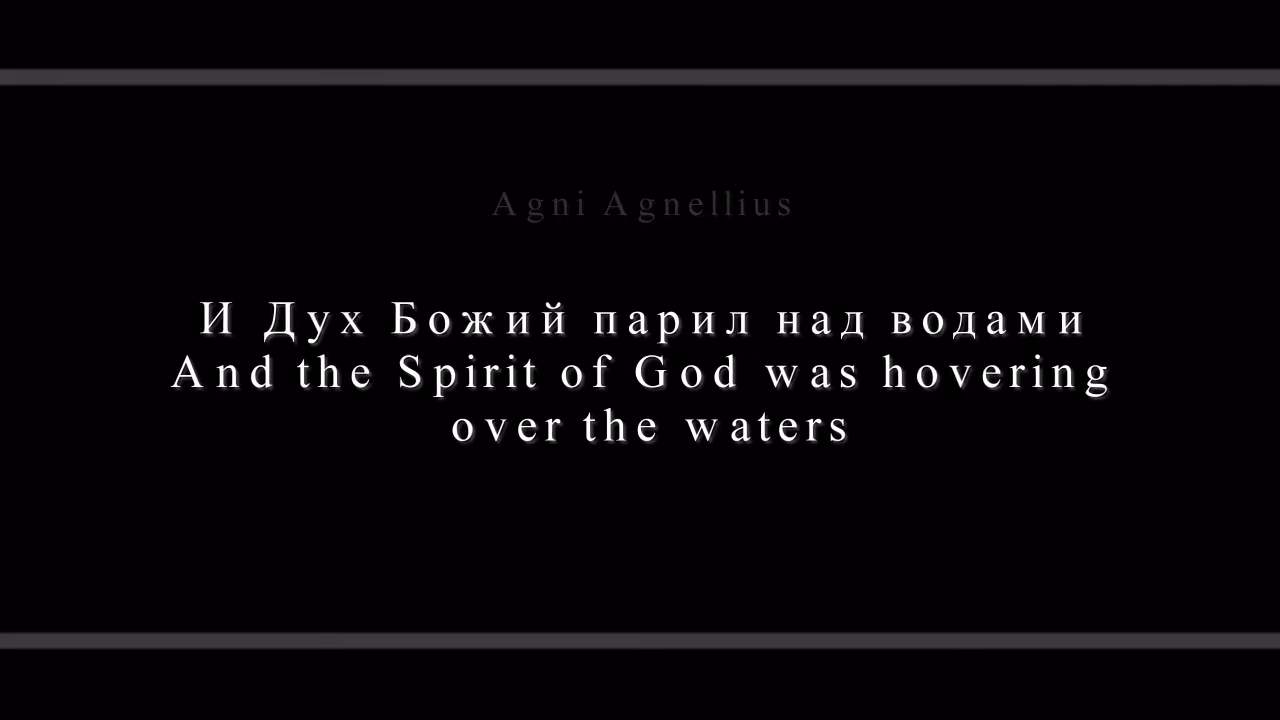 Agni Agnellius
И Дух Божий парил над водами
And the Spirit of God was hovering
over the waters